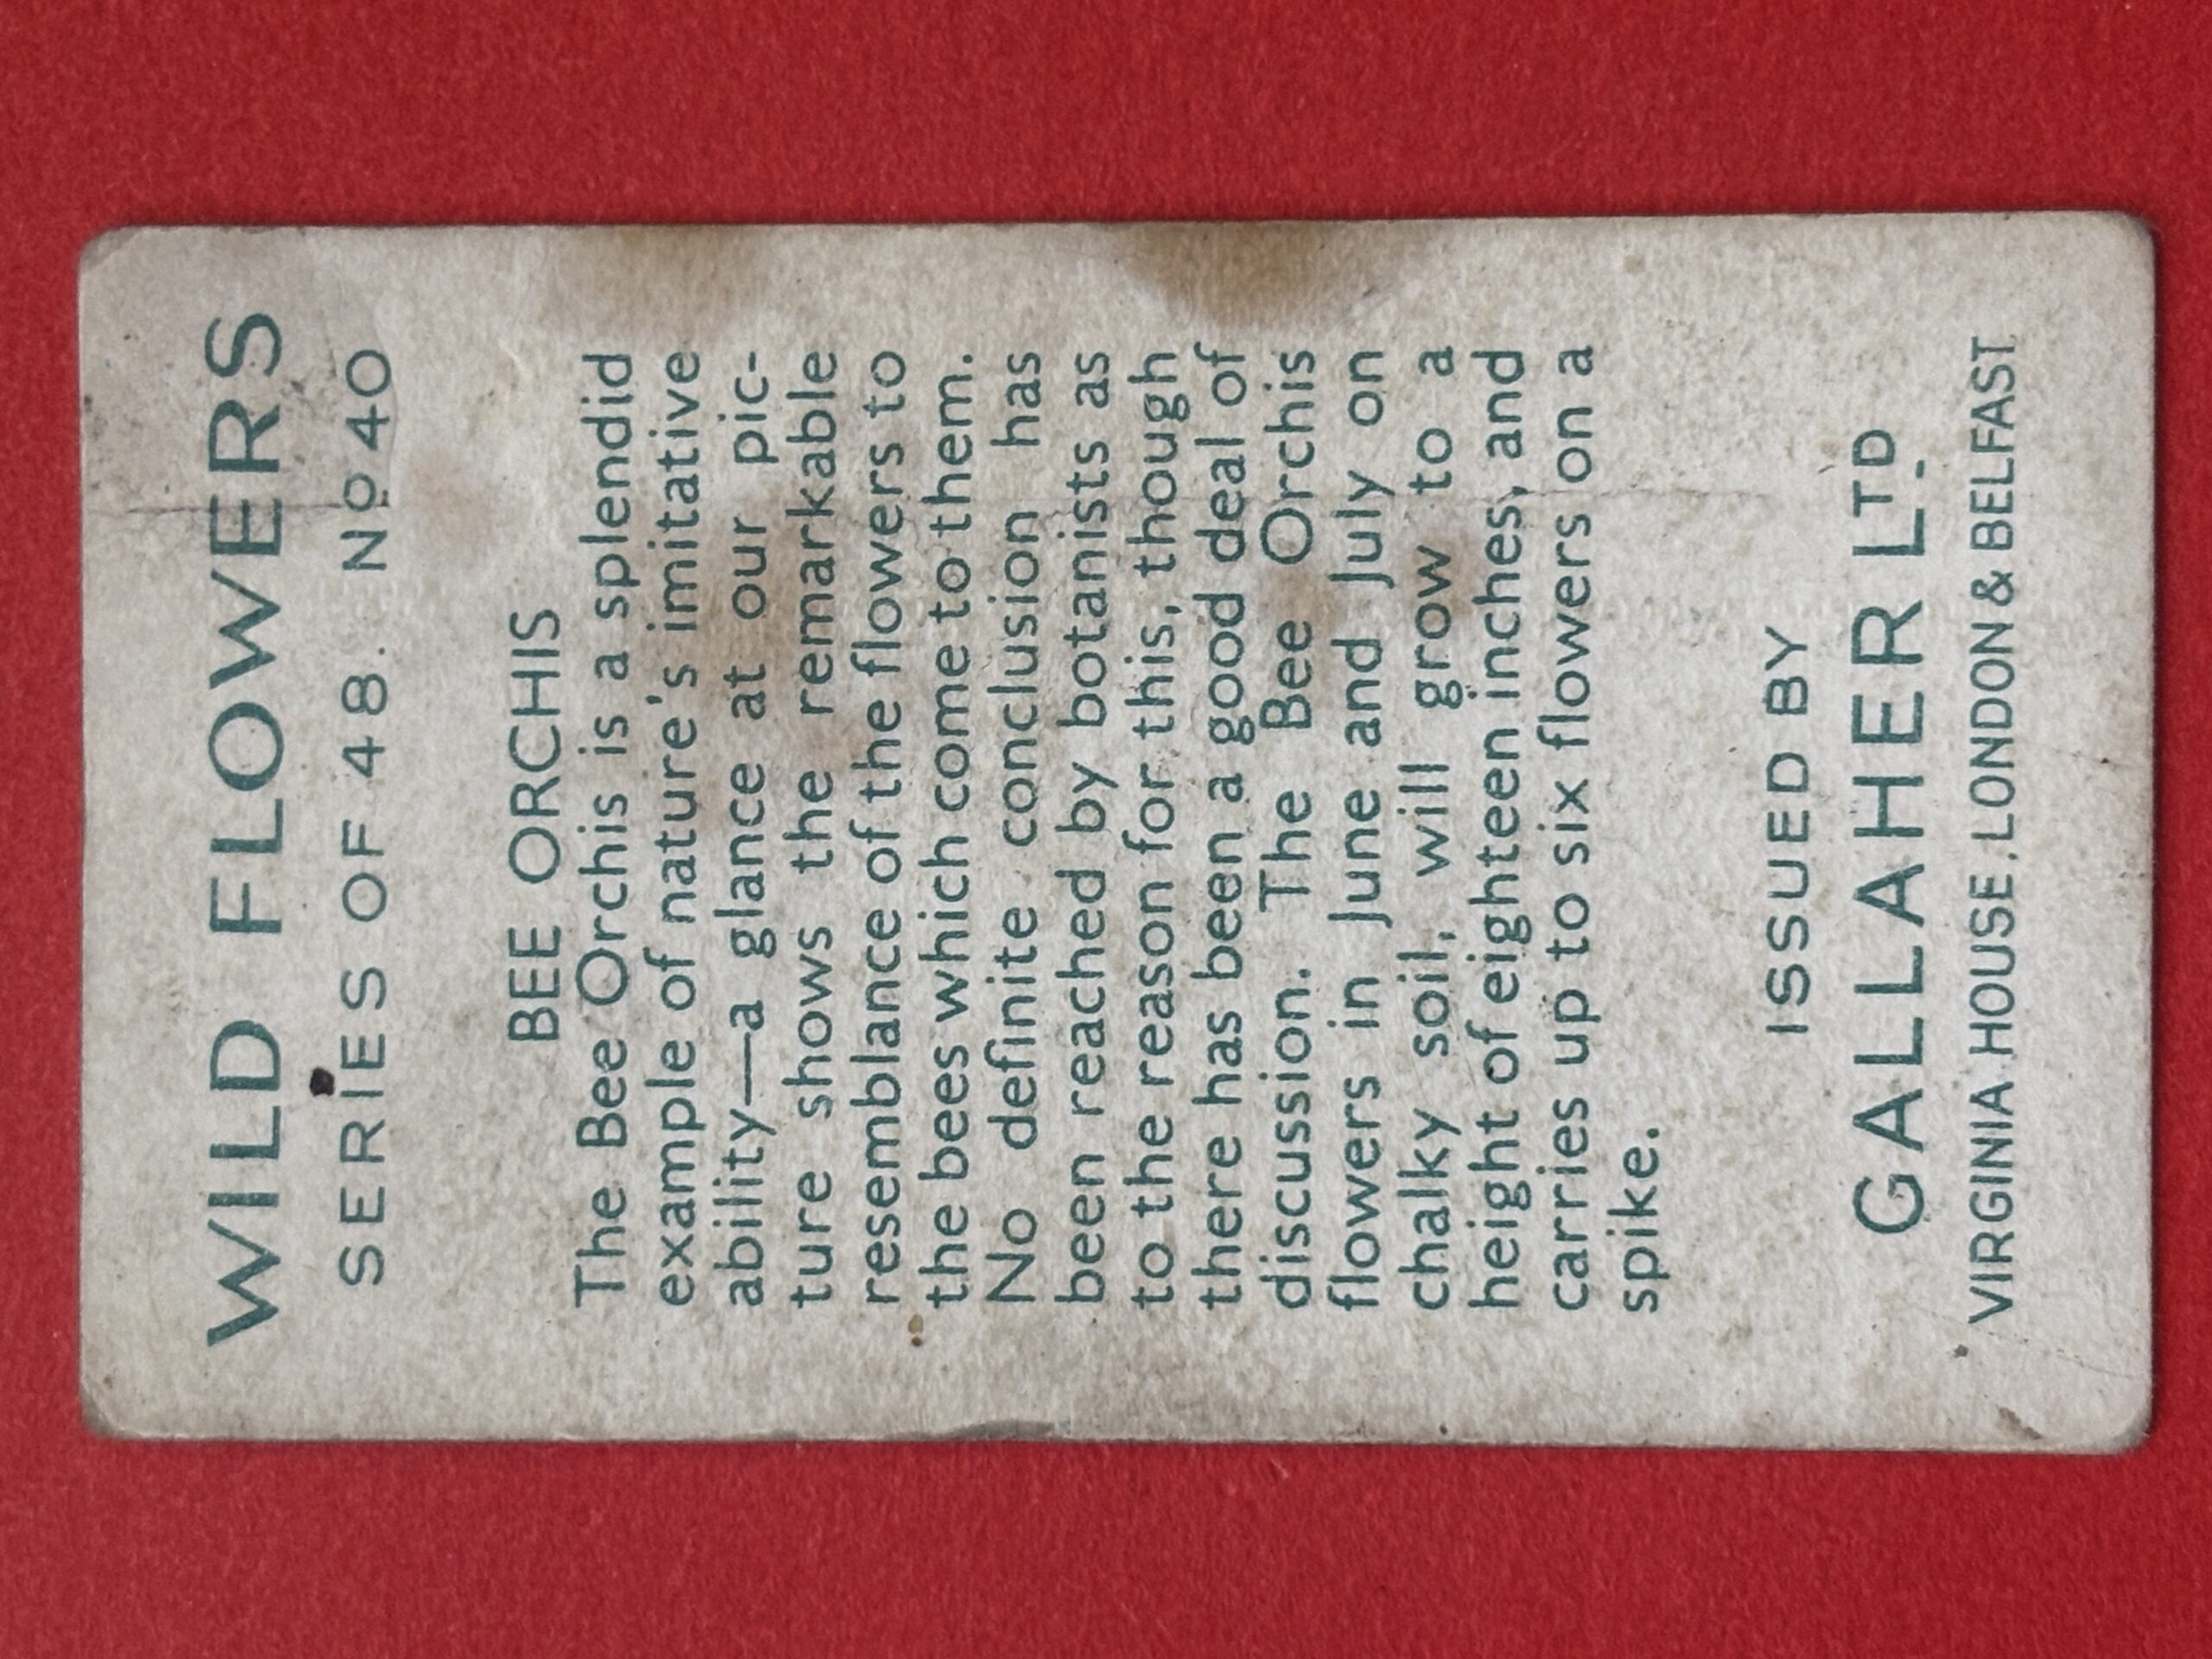 WILD FLOWERS
SERIES OF 48. Nº 40
BEE ORCHIS
The Bee Orchis is a splendid
example of nature's imitative
ability—a glance at our pic-
ture shows the remarkable
resemblance of the flowers to
the bees which come to them.
No definite conclusion has
been reached by botanists as
to the reason for this, though
there has been a good deal of
discussion. The Bee Orchis
flowers in June and July on
chalky soil, will grow to a
height of eighteen inches, and
carries up to six flowers on a
spike.
ISSUED BY
GALLAHER LTD.
VIRGINIA HOUSE, LONDON & BELFAST